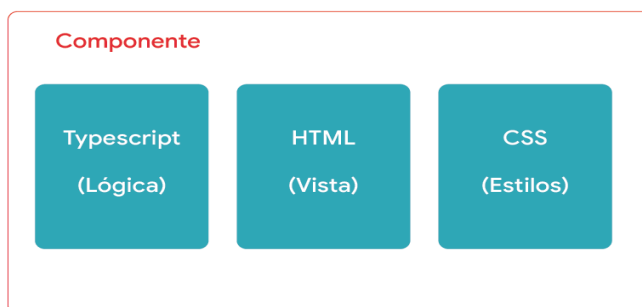 Componente
Typescript
(Lógica)
HTML
(Vista)
CSS
(Estilos)